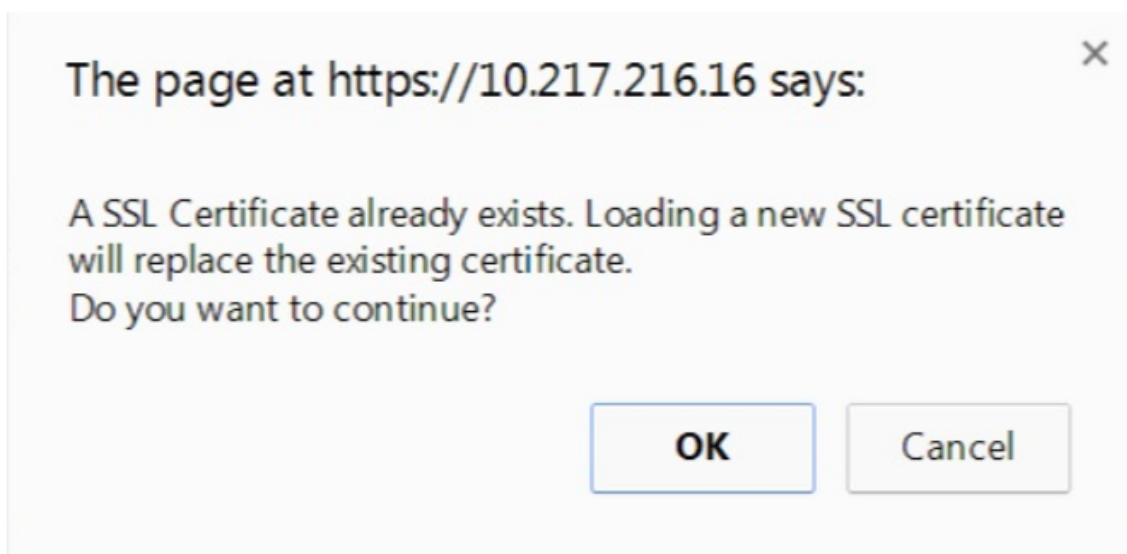 The page at https://10.217.216.16 says:
A SSL Certificate already exists. Loading a new SSL certificate
will replace the existing certificate.
Do you want to continue?
OK
Cancel